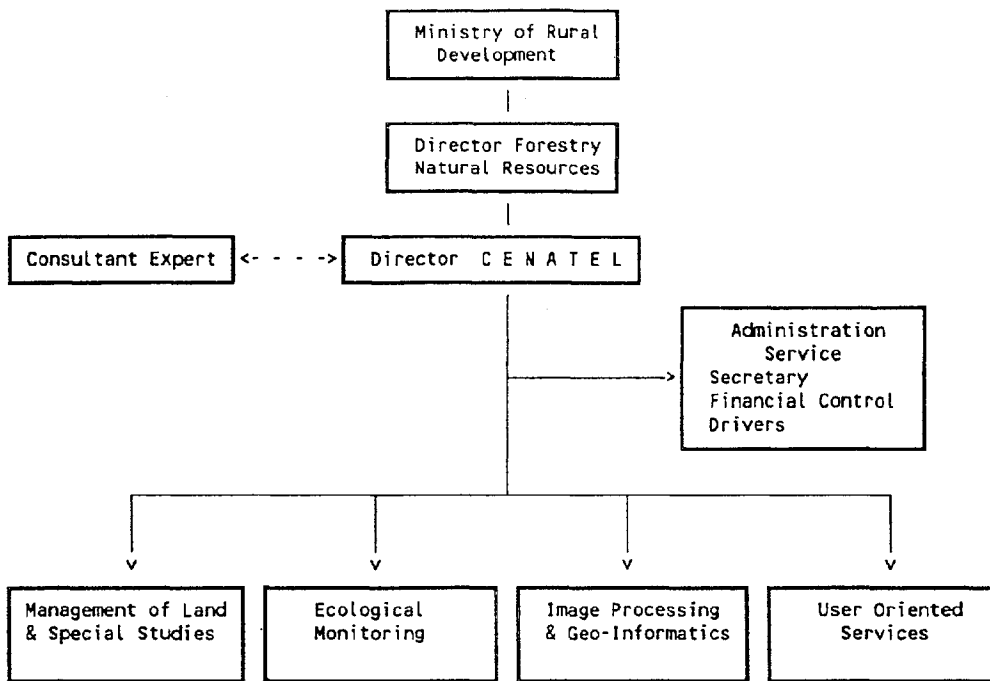 Ministry of Rural
Development
Director Forestry
Natural Resources
Consultant Expert <- - - -> Director C E N A T E L
Administration
Service
Secretary
Financial Control
Drivers
Management of Land
& Special Studies
Ecological
Monitoring
Image Processing
& Geo-Informatics
User Oriented
Services